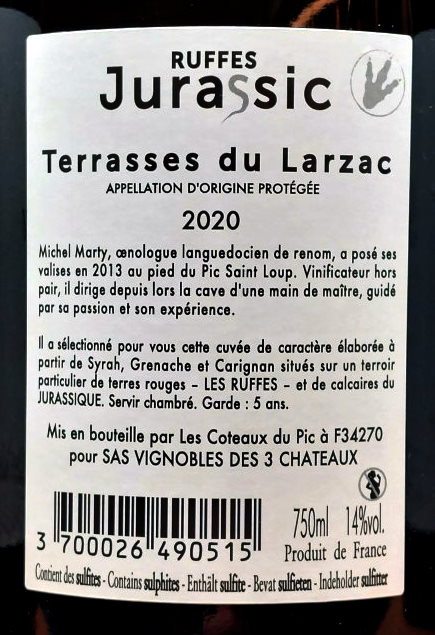 RUFFES
Jurassic
Terrasses du Larzac
APPELLATION D'ORIGINE PROTÉGÉE
2020
Michel Marty, œnologue languedocien de renom, a posé ses
valises en 2013 au pied du Pic Saint Loup. Vinificateur hors
pair, il dirige depuis lors la cave d'une main de maître, guidé
par sa passion et son expérience.
Il a sélectionné pour vous cette cuvée de caractère élaborée à
partir de Syrah, Grenache et Carignan situés sur un terroir
particulier de terres rouges – LES RUFFES – et de calcaires du
JURASSIQUE. Servir chambré. Garde : 5 ans.
Mis en bouteille par Les Coteaux du Pic à F34270
pour SAS VIGNOBLES DES 3 CHATEAUX
3 700026 490515
750ml 14%vol.
Produit de France
Contient des sulfites - Contains sulphites - Enthält sulfite - Bevat sulfieten - Indeholder sulfitter